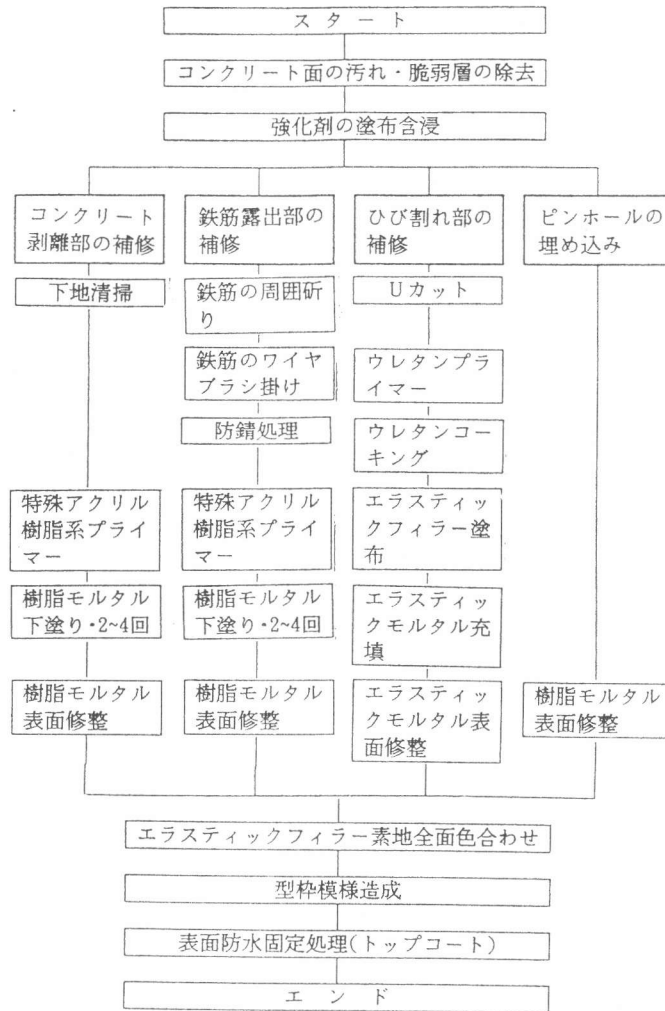 スタート
コンクリート面の汚れ・脆弱層の除去
強化剤の塗布含浸
コンクリート
剥離部の補修
下地清掃
特殊アクリル
樹脂系プライ
マー
樹脂モルタル
下塗り・2~4回
樹脂モルタル
表面修整
鉄筋露出部の
補修
鉄筋の周囲斫
り
鉄筋のワイヤ
ブラシ掛け
防錆処理
特殊アクリル
樹脂系プライ
マー
樹脂モルタル
下塗り・2~4回
樹脂モルタル
表面修整
ひび割れ部の
補修
Uカット
ウレタンプラ
イマー
ウレタンコー
キング
エラスティッ
クフィラー塗
布
エラスティッ
クモルタル充
填
エラスティッ
クモルタル表
面修整
ピンホールの
埋め込み
樹脂モルタル
表面修整
エラスティックフィラー素地全面色合わせ
型枠模様造成
表面防水固定処理(トップコート)
エンド